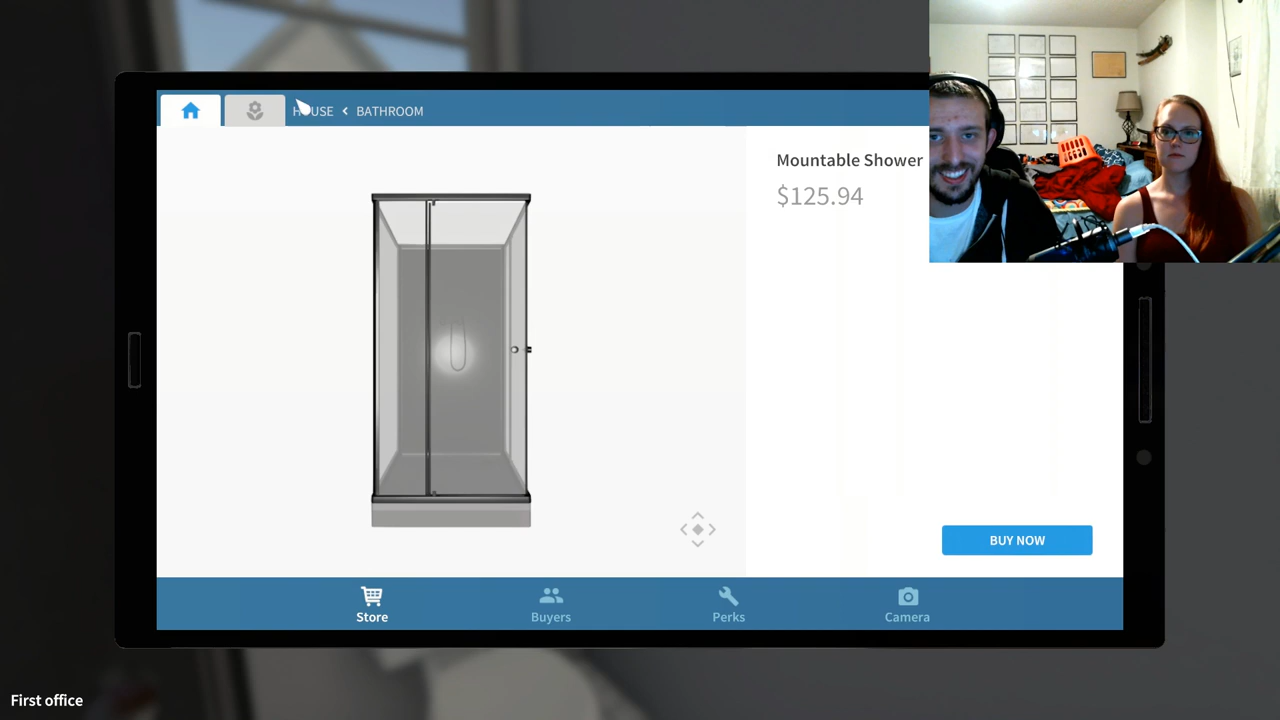 HOUSE < BATHROOM
Mountable Shower
$125.94
BUY NOW
Store
Buyers
Perks
Camera
First office